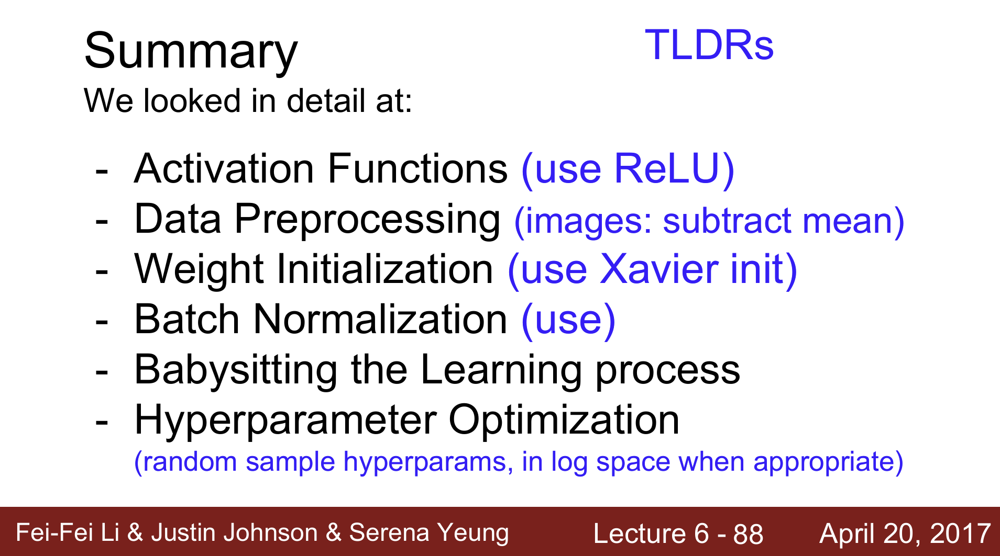 Summary
TLDRs
We looked in detail at:
- Activation Functions (use ReLU)
- Data Preprocessing (images: subtract mean)
- Weight Initialization (use Xavier init)
- Batch Normalization (use)
- Babysitting the Learning process
- Hyperparameter Optimization
(random sample hyperparams, in log space when appropriate)
Fei-Fei Li & Justin Johnson & Serena Yeung
Lecture 6 - 88
April 20, 2017